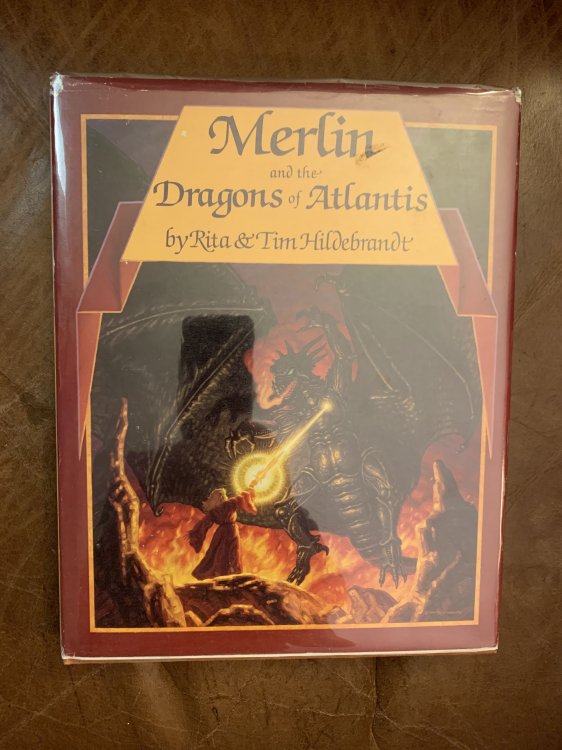 Merlin
and the
Dragons of Atlantis
by Rita & Tim Hildebrandt